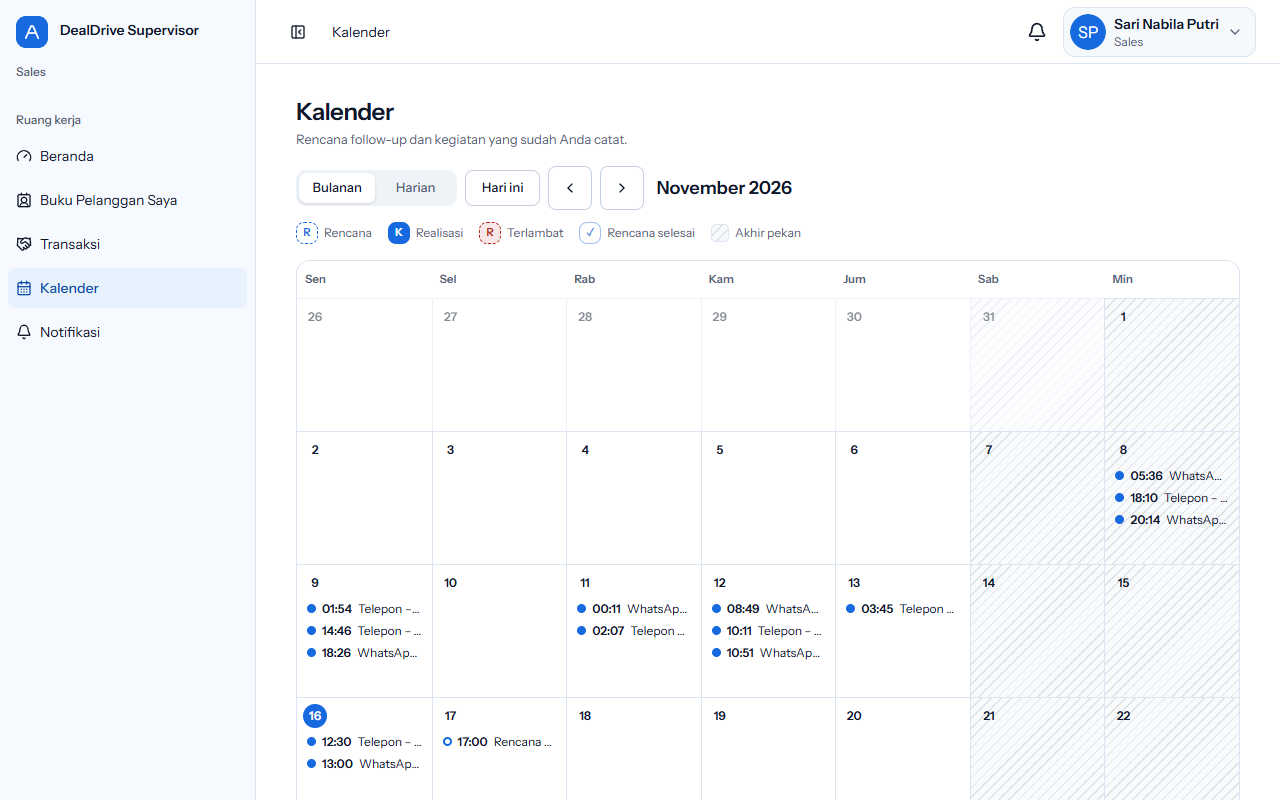 DealDrive Supervisor
Sales
Ruang kerja
Beranda
Buku Pelanggan Saya
Transaksi
Kalender
Notifikasi
Kalender
SP
Sari Nabila Putri
Sales
Kalender
Rencana follow-up dan kegiatan yang sudah Anda catat.
Bulanan Harian Hari ini November 2026
R Rencana K Realisasi R Terlambat ✓ Rencana selesai Akhir pekan
Sen Sel Rab Kam Jum Sab Min
26 27 28 29 30 31 1
2 3 4 5 6 7 8
05:36 WhatsA...
18:10 Telepon – ...
20:14 WhatsAp...
9 10 11 12 13 14 15
01:54 Telepon –... 00:11 WhatsAp... 08:49 WhatsA... 03:45 Telepon ...
14:46 Telepon – ... 02:07 Telepon ... 10:11 Telepon – ...
18:26 WhatsAp... 10:51 WhatsAp...
16 17 18 19 20 21 22
12:30 Telepon – ... 17:00 Rencana ...
13:00 WhatsAp...